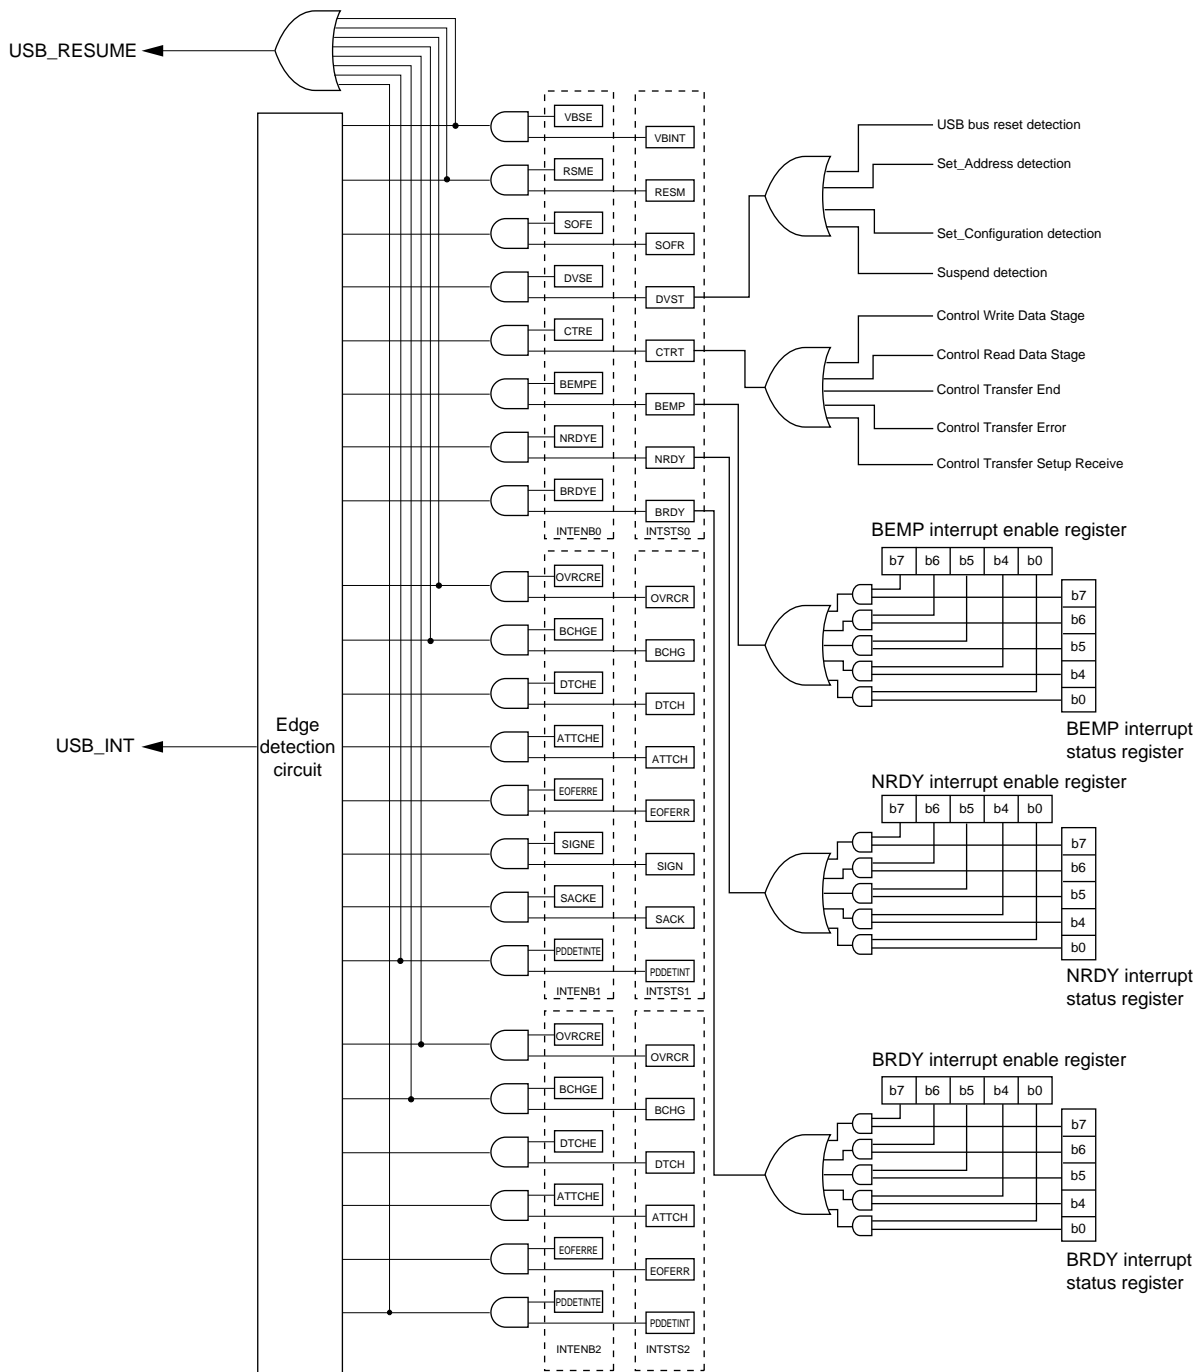 USB_RESUME
VBSE
VBINT
USB bus reset detection
RSME
RESM
Set_Address detection
SOFE
SOFR
Set_Configuration detection
DVSE
DVST
Suspend detection
CTRE
CTRT
Control Write Data Stage
Control Read Data Stage
Control Transfer End
Control Transfer Error
Control Transfer Setup Receive
BEMPE
BEMP
NRDYE
NRDY
BRDYE
BRDY
INTENB0
INTSTS0
BEMP interrupt enable register
b7 b6 b5 b4 b0
b7
b6
b5
b4
b0
BEMP interrupt
status register
OVRCRE
OVRCR
BCHGE
BCHG
DTCHE
DTCH
Edge
detection
circuit
USB_INT
ATTCHE
ATTCH
EOFERRE
EOFERR
SIGNE
SIGN
SACKE
SACK
PDDETINTE
PDDETINT
INTENB1
INTSTS1
NRDY interrupt enable register
b7 b6 b5 b4 b0
b7
b6
b5
b4
b0
NRDY interrupt
status register
OVRCRE
OVRCR
BCHGE
BCHG
DTCHE
DTCH
ATTCHE
ATTCH
EOFERRE
EOFERR
PDDETINTE
PDDETINT
INTENB2
INTSTS2
BRDY interrupt enable register
b7 b6 b5 b4 b0
b7
b6
b5
b4
b0
BRDY interrupt
status register